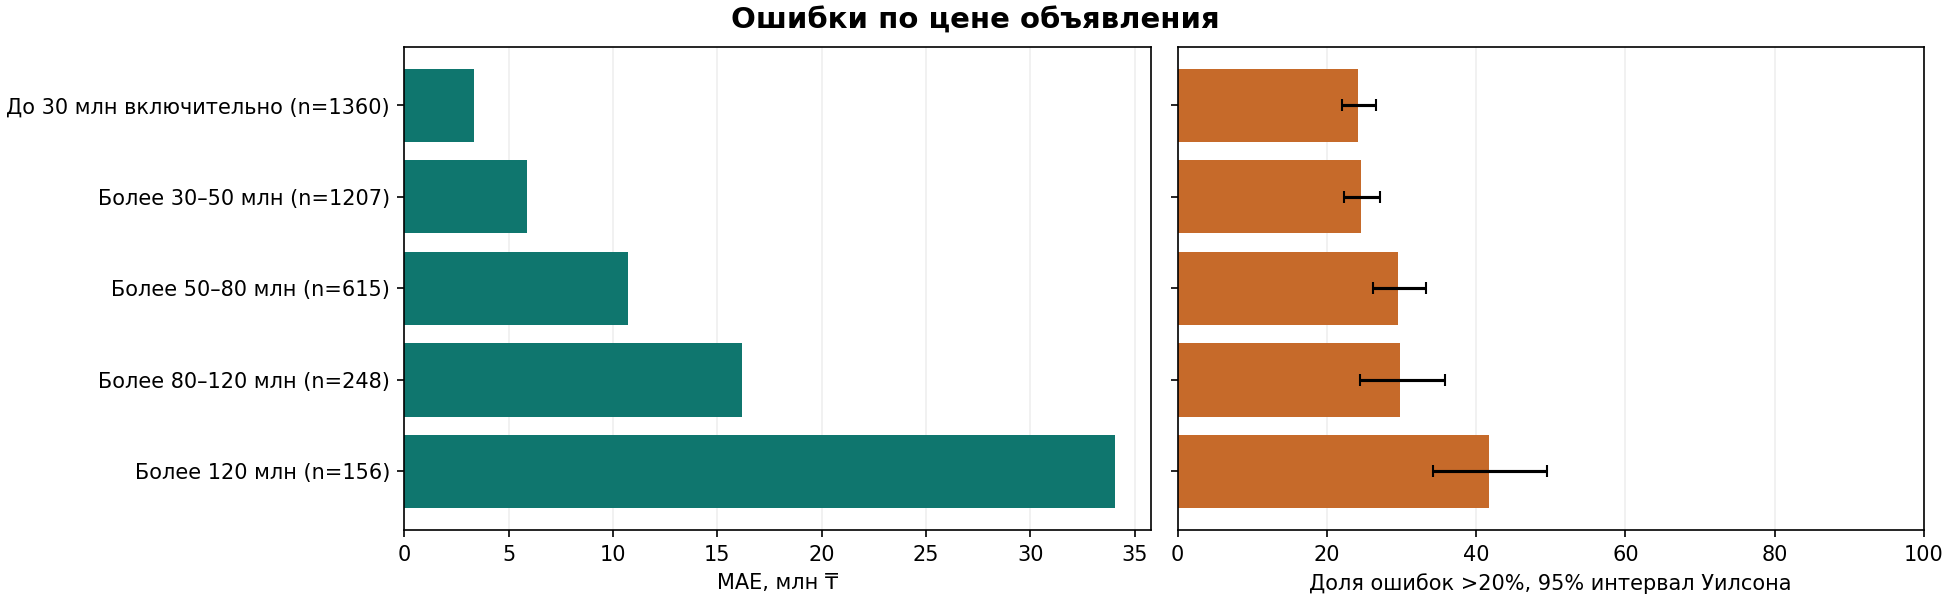 Ошибки по цене объявления
До 30 млн включительно (n=1360)
Более 30–50 млн (n=1207)
Более 50–80 млн (n=615)
Более 80–120 млн (n=248)
Более 120 млн (n=156)
0 5 10 15 20 25 30 35
MAE, млн ₸
0 20 40 60 80 100
Доля ошибок >20%, 95% интервал Уилсона